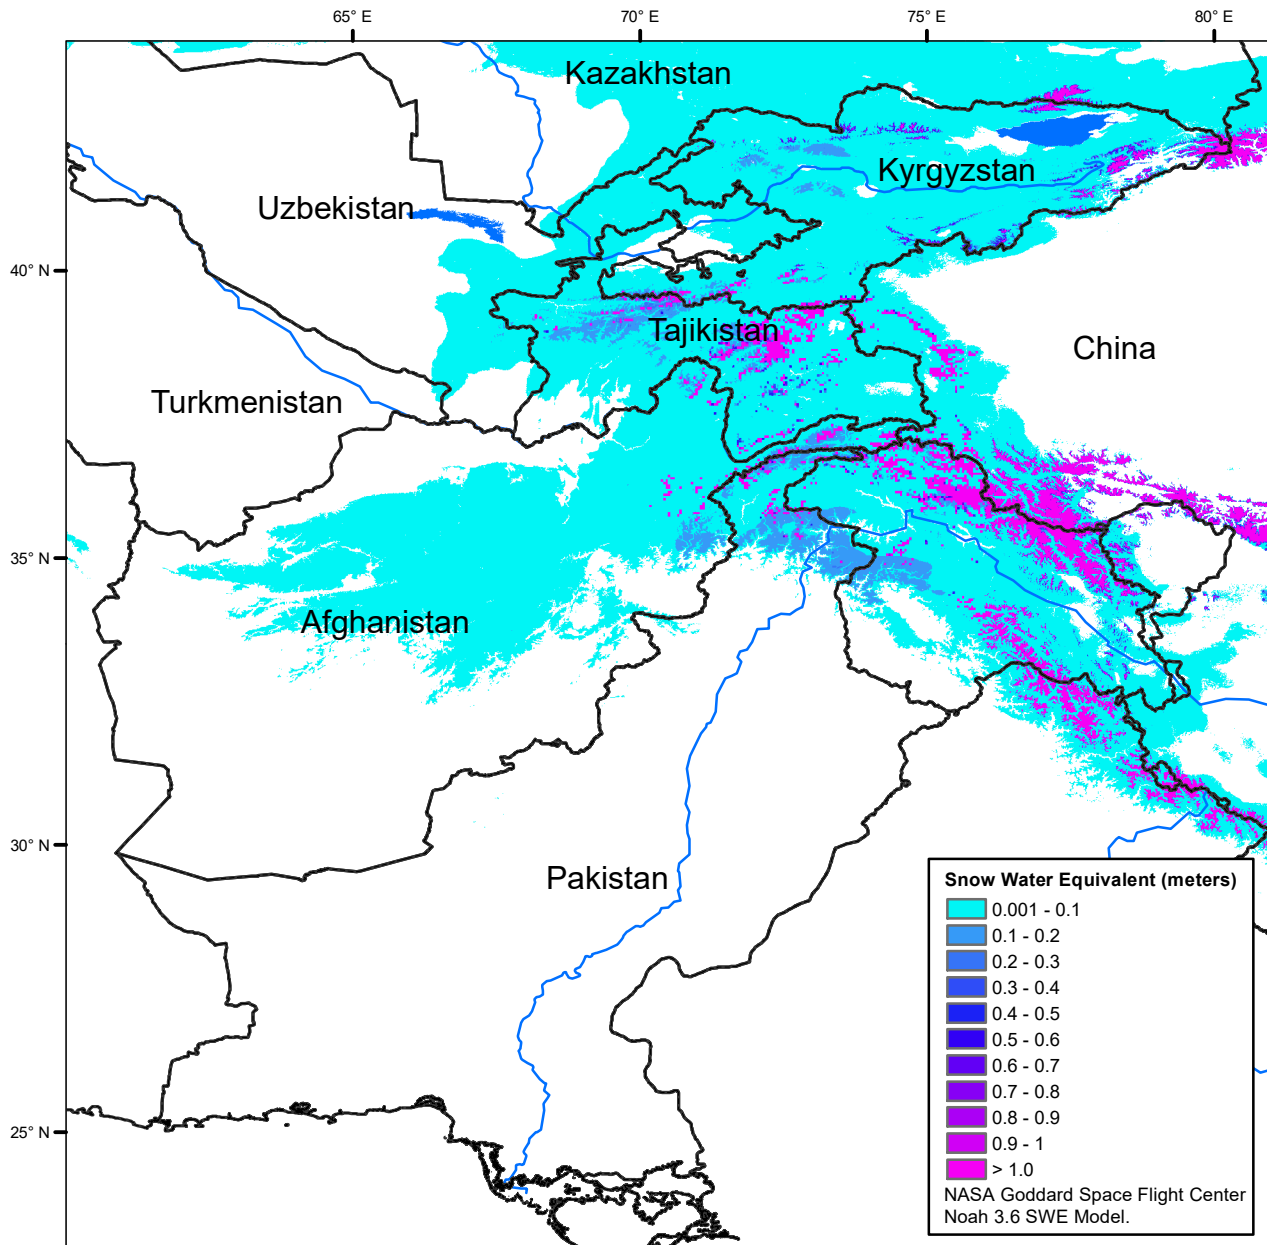 65° E
70° E
75° E
80° E
Kazakhstan
Kyrgyzstan
Uzbekistan
40° N
Tajikistan
China
Turkmenistan
35° N
Afghanistan
30° N
Pakistan
Snow Water Equivalent (meters)
0.001 - 0.1
0.1 - 0.2
0.2 - 0.3
0.3 - 0.4
0.4 - 0.5
0.5 - 0.6
0.6 - 0.7
0.7 - 0.8
0.8 - 0.9
0.9 - 1
> 1.0
25° N
NASA Goddard Space Flight Center
Noah 3.6 SWE Model.